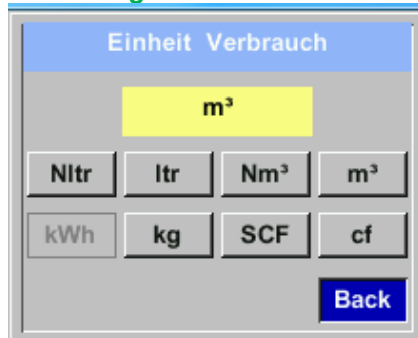 Einheit Verbrauch
m³
Nltr ltr Nm³ m³
kWh kg SCF cf
Back